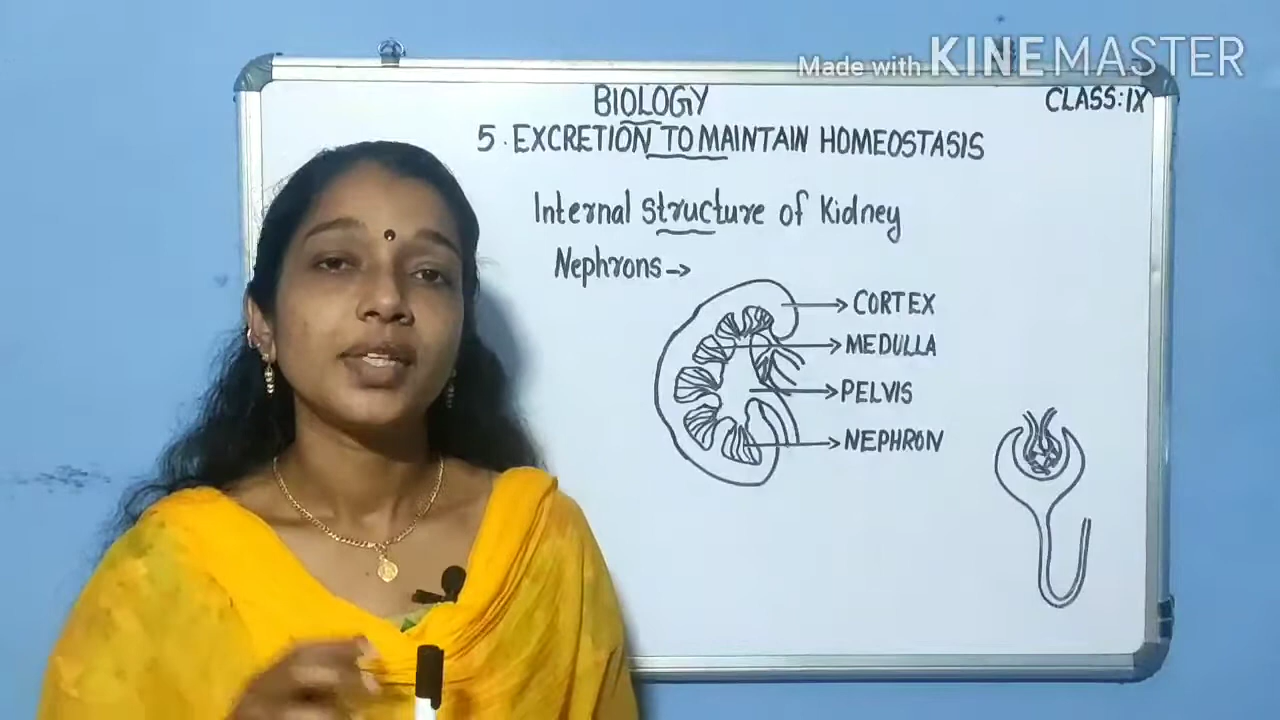 Made with KINEMASTER
BIOLOGY
CLASS:IX
5. EXCRETION TO MAINTAIN HOMEOSTASIS
Internal structure of Kidney
Nephrons→
CORTEX
MEDULLA
PELVIS
NEPHRON